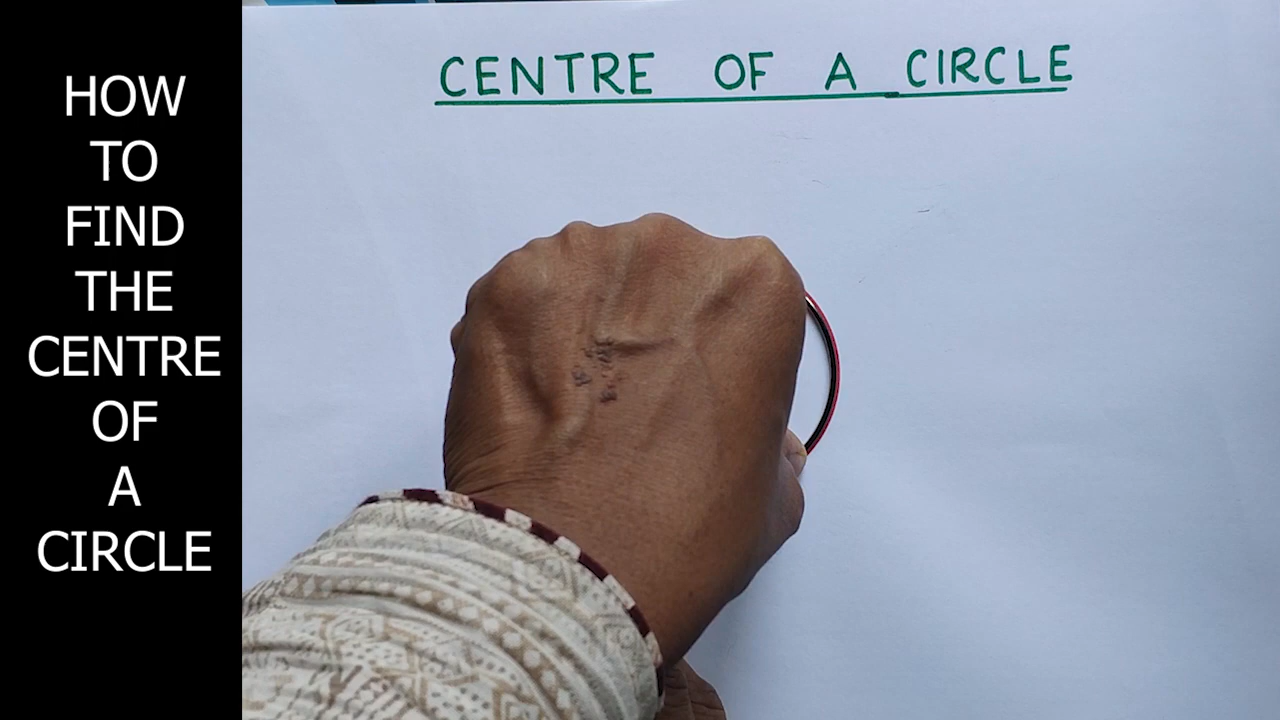 HOW
TO
FIND
THE
CENTRE
OF
A
CIRCLE
CENTRE OF A CIRCLE